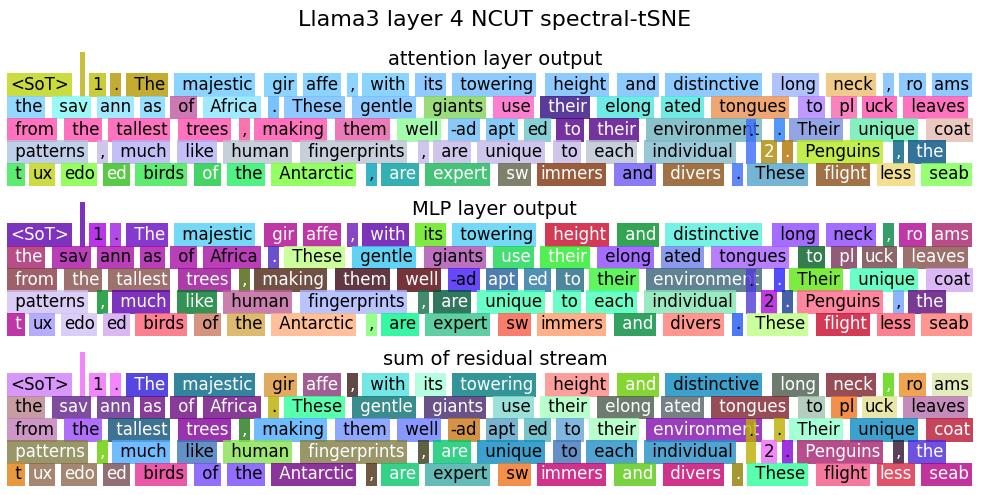 Llama3 layer 4 NCUT spectral-tSNE
attention layer output
<SoT> 1 . The majestic gir affe , with its towering height and distinctive long neck , ro ams
the sav ann as of Africa . These gentle giants use their elong ated tongues to pl uck leaves
from the tallest trees , making them well -ad apt ed to their environment . . Their unique coat
patterns , much like human fingerprints , are unique to each individual 2 . Penguins , the
t ux edo ed birds of the Antarctic , are expert sw immers and divers . These flight less seab
MLP layer output
<SoT> 1 . The majestic gir affe , with its towering height and distinctive long neck , ro ams
the sav ann as of Africa . These gentle giants use their elong ated tongues to pl uck leaves
from the tallest trees , making them well -ad apt ed to their environment . . Their unique coat
patterns , much like human fingerprints , are unique to each individual 2 . Penguins , the
t ux edo ed birds of the Antarctic , are expert sw immers and divers . These flight less seab
sum of residual stream
<SoT> 1 . The majestic gir affe , with its towering height and distinctive long neck , ro ams
the sav ann as of Africa . These gentle giants use their elong ated tongues to pl uck leaves
from the tallest trees , making them well -ad apt ed to their environment . . Their unique coat
patterns , much like human fingerprints , are unique to each individual 2 . Penguins , the
t ux edo ed birds of the Antarctic , are expert sw immers and divers . These flight less seab